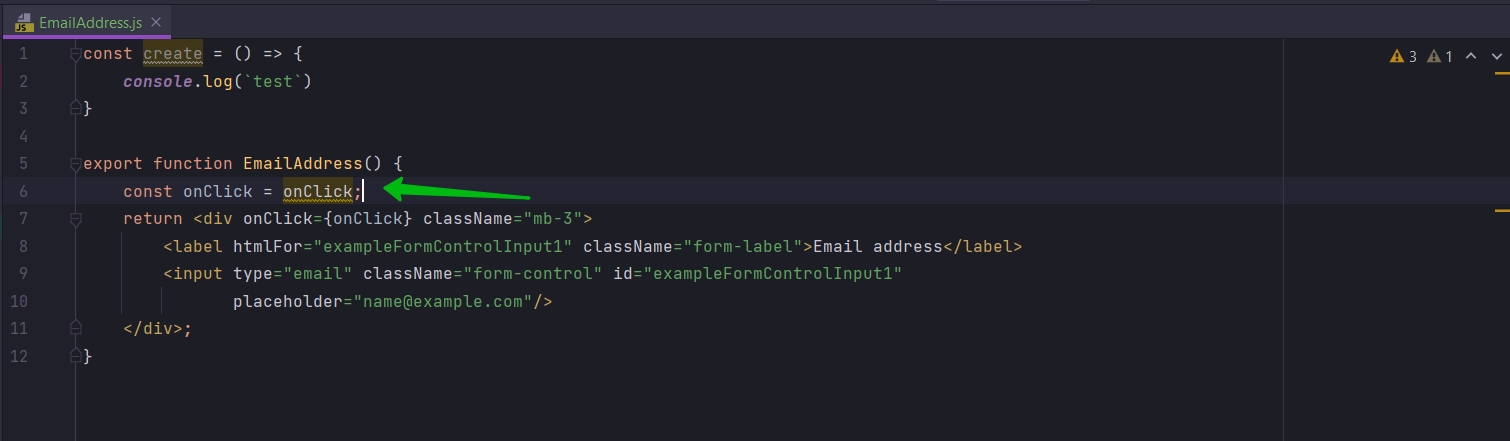 JS EmailAddress.js ×
3 1
1 const create = () => {
2     console.log(`test`)
3 }
4
5 export function EmailAddress() {
6     const onClick = onClick;
7     return <div onClick={onClick} className="mb-3">
8         <label htmlFor="exampleFormControlInput1" className="form-label">Email address</label>
9         <input type="email" className="form-control" id="exampleFormControlInput1"
10                placeholder="name@example.com"/>
11     </div>;
12 }